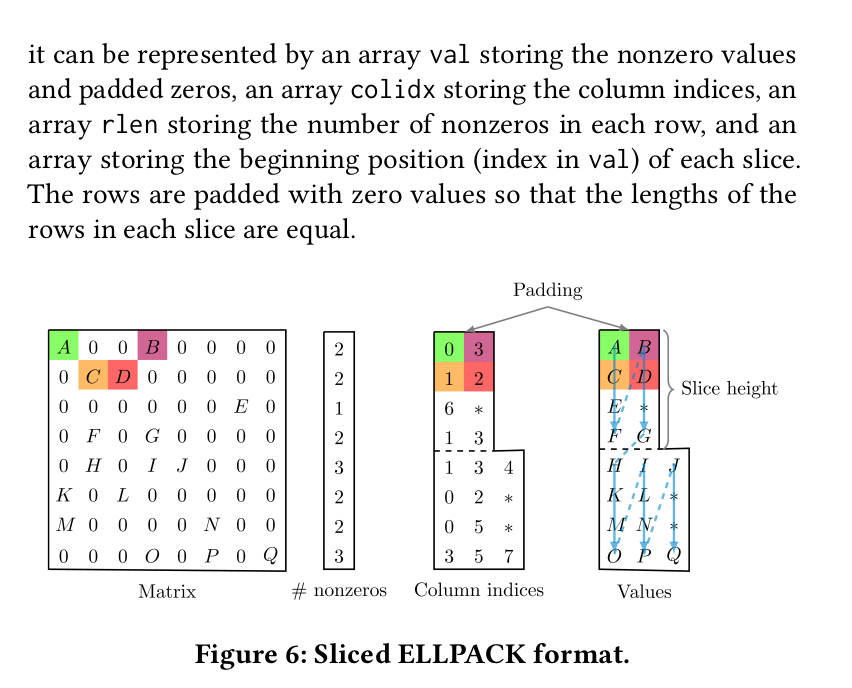 it can be represented by an array val storing the nonzero values
and padded zeros, an array colidx storing the column indices, an
array rlen storing the number of nonzeros in each row, and an
array storing the beginning position (index in val) of each slice.
The rows are padded with zero values so that the lengths of the
rows in each slice are equal.
Padding
A 0 0 B 0 0 0 0
0 C D 0 0 0 0 0
0 0 0 0 0 0 E 0
0 F 0 G 0 0 0 0
0 H 0 I J 0 0 0
K 0 L 0 0 0 0 0
M 0 0 0 0 N 0 0
0 0 0 O 0 P 0 Q
Matrix
2
2
1
2
3
2
2
3
# nonzeros
0 3
1 2
6 *
1 3
1 3 4
0 2 *
0 5 *
3 5 7
Column indices
A B
C D
E *
F G
H I J
K L *
M N *
O P Q
Values
Slice height
Figure 6: Sliced ELLPACK format.